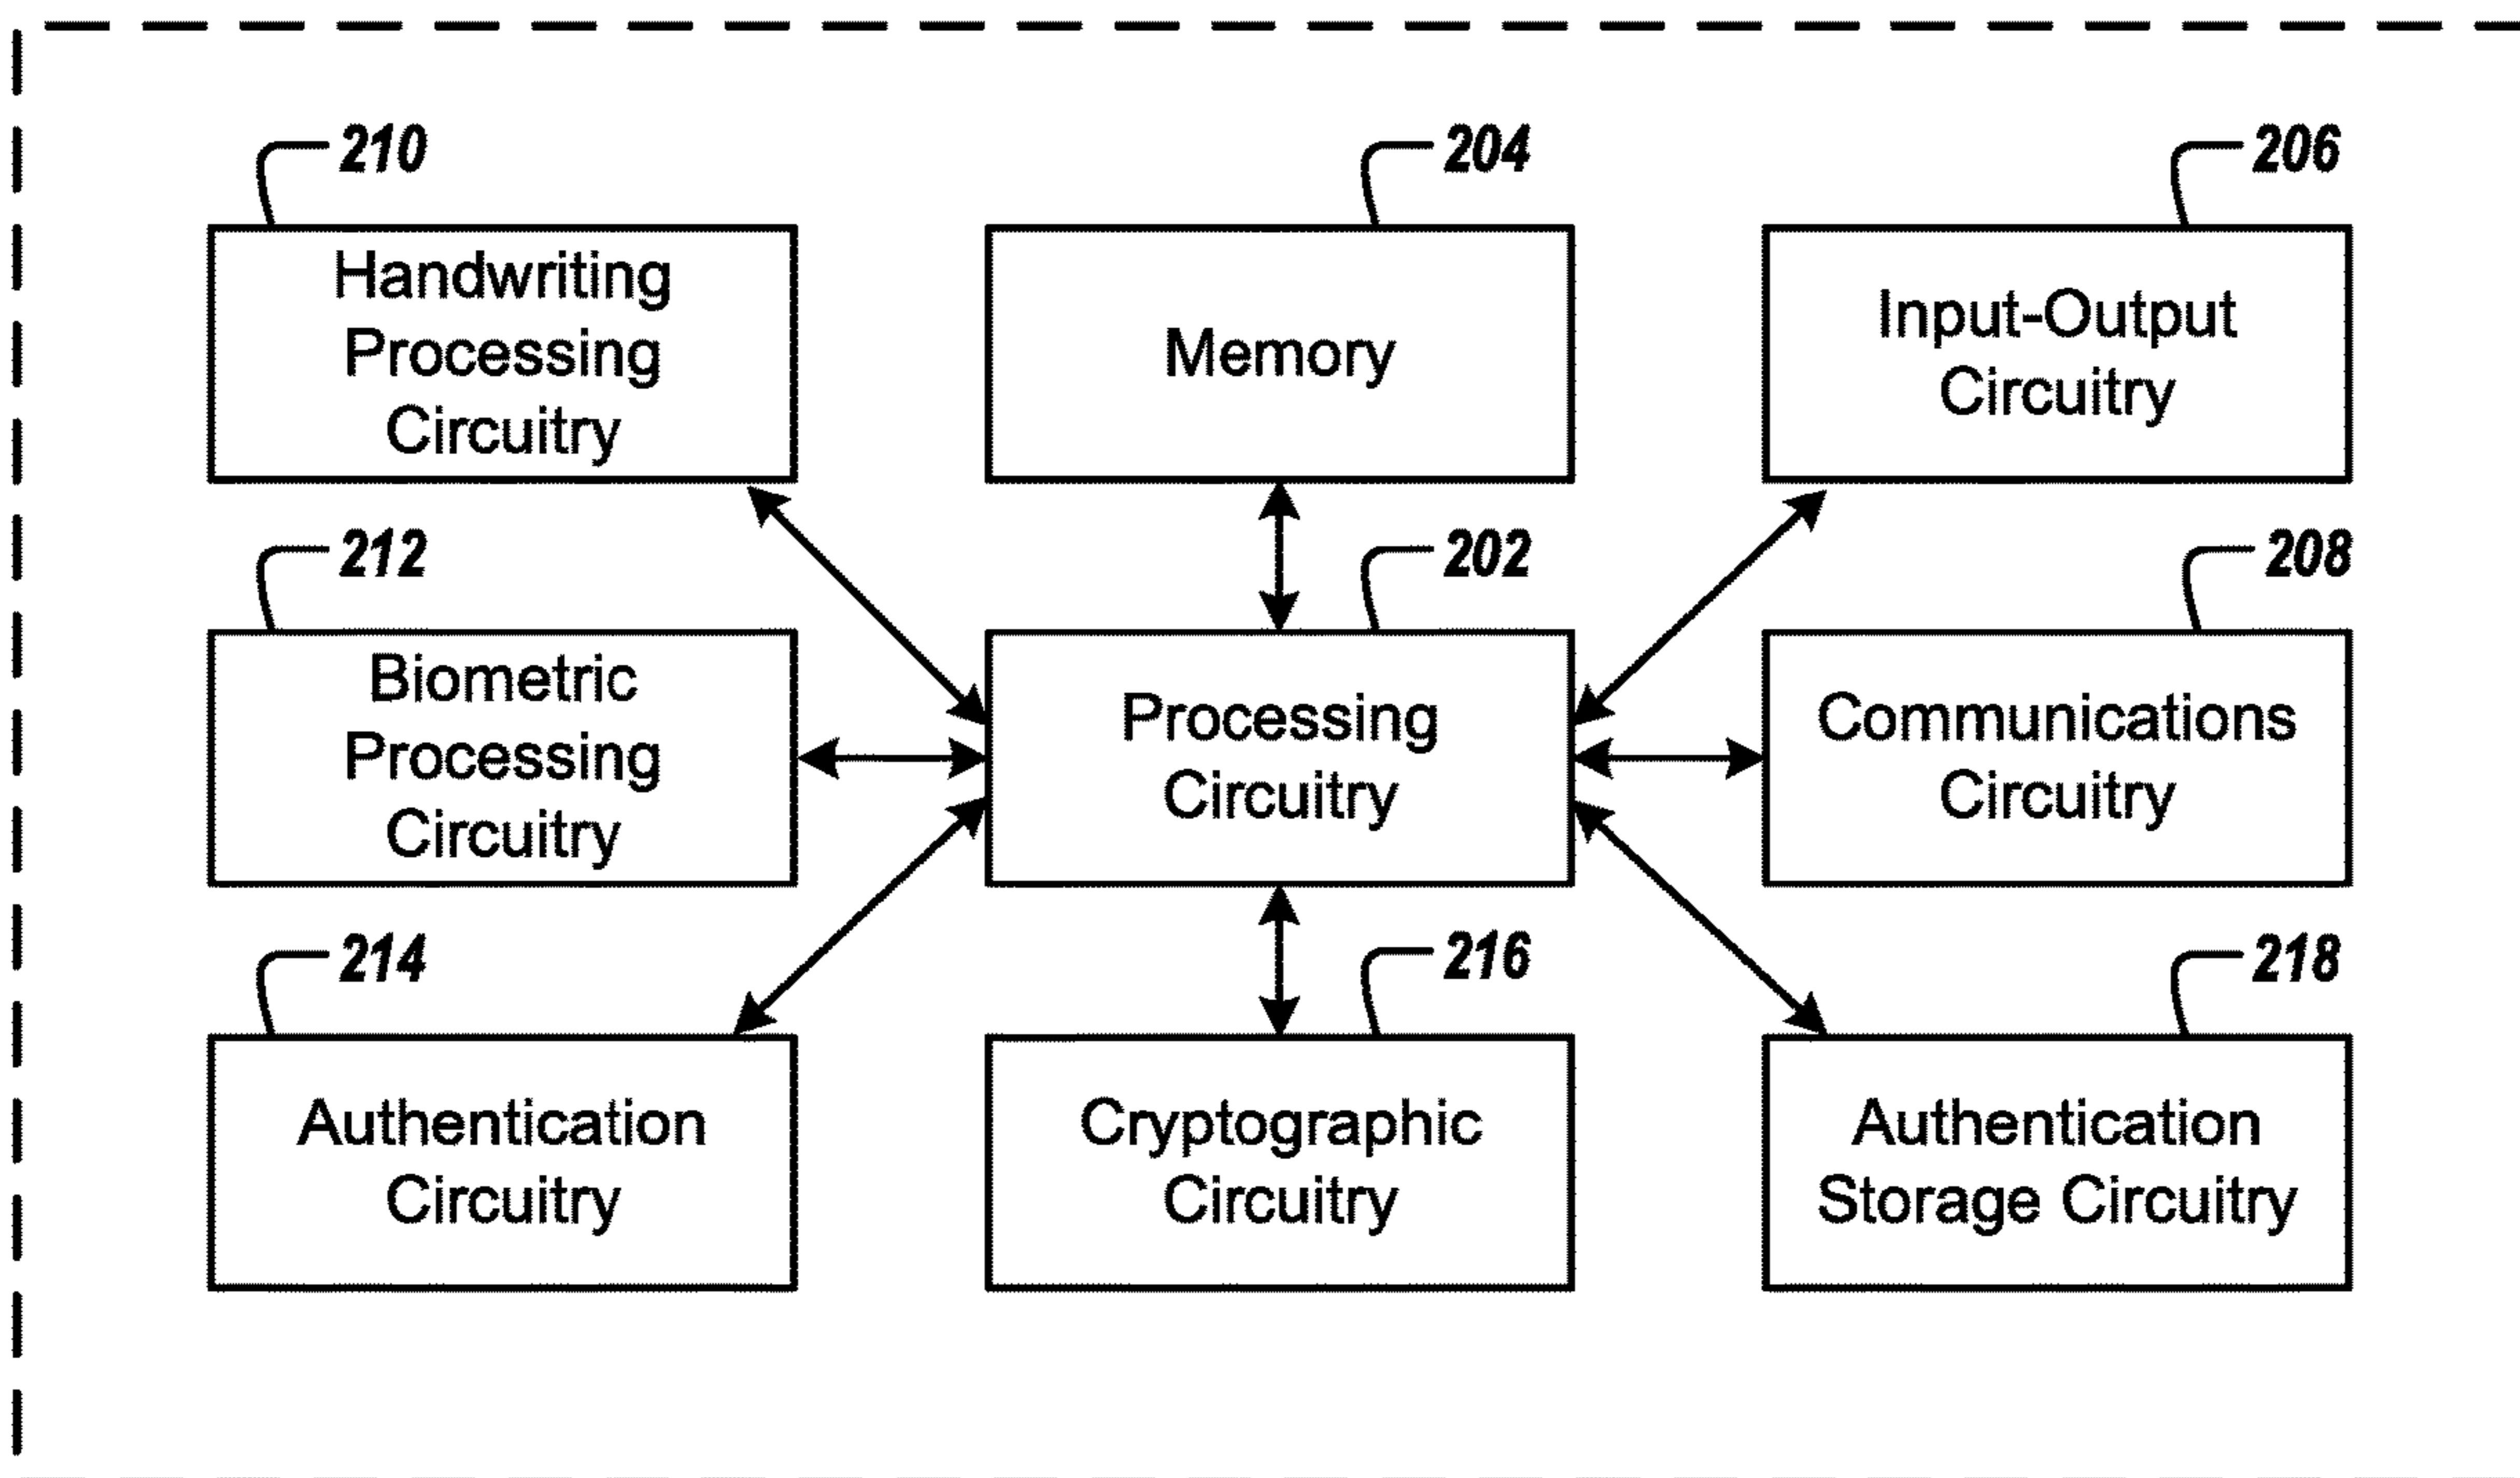 210
204
206
Handwriting
Processing
Circuitry
Memory
Input-Output
Circuitry
212
202
208
Biometric
Processing
Circuitry
Processing
Circuitry
Communications
Circuitry
214
216
218
Authentication
Circuitry
Cryptographic
Circuitry
Authentication
Storage Circuitry